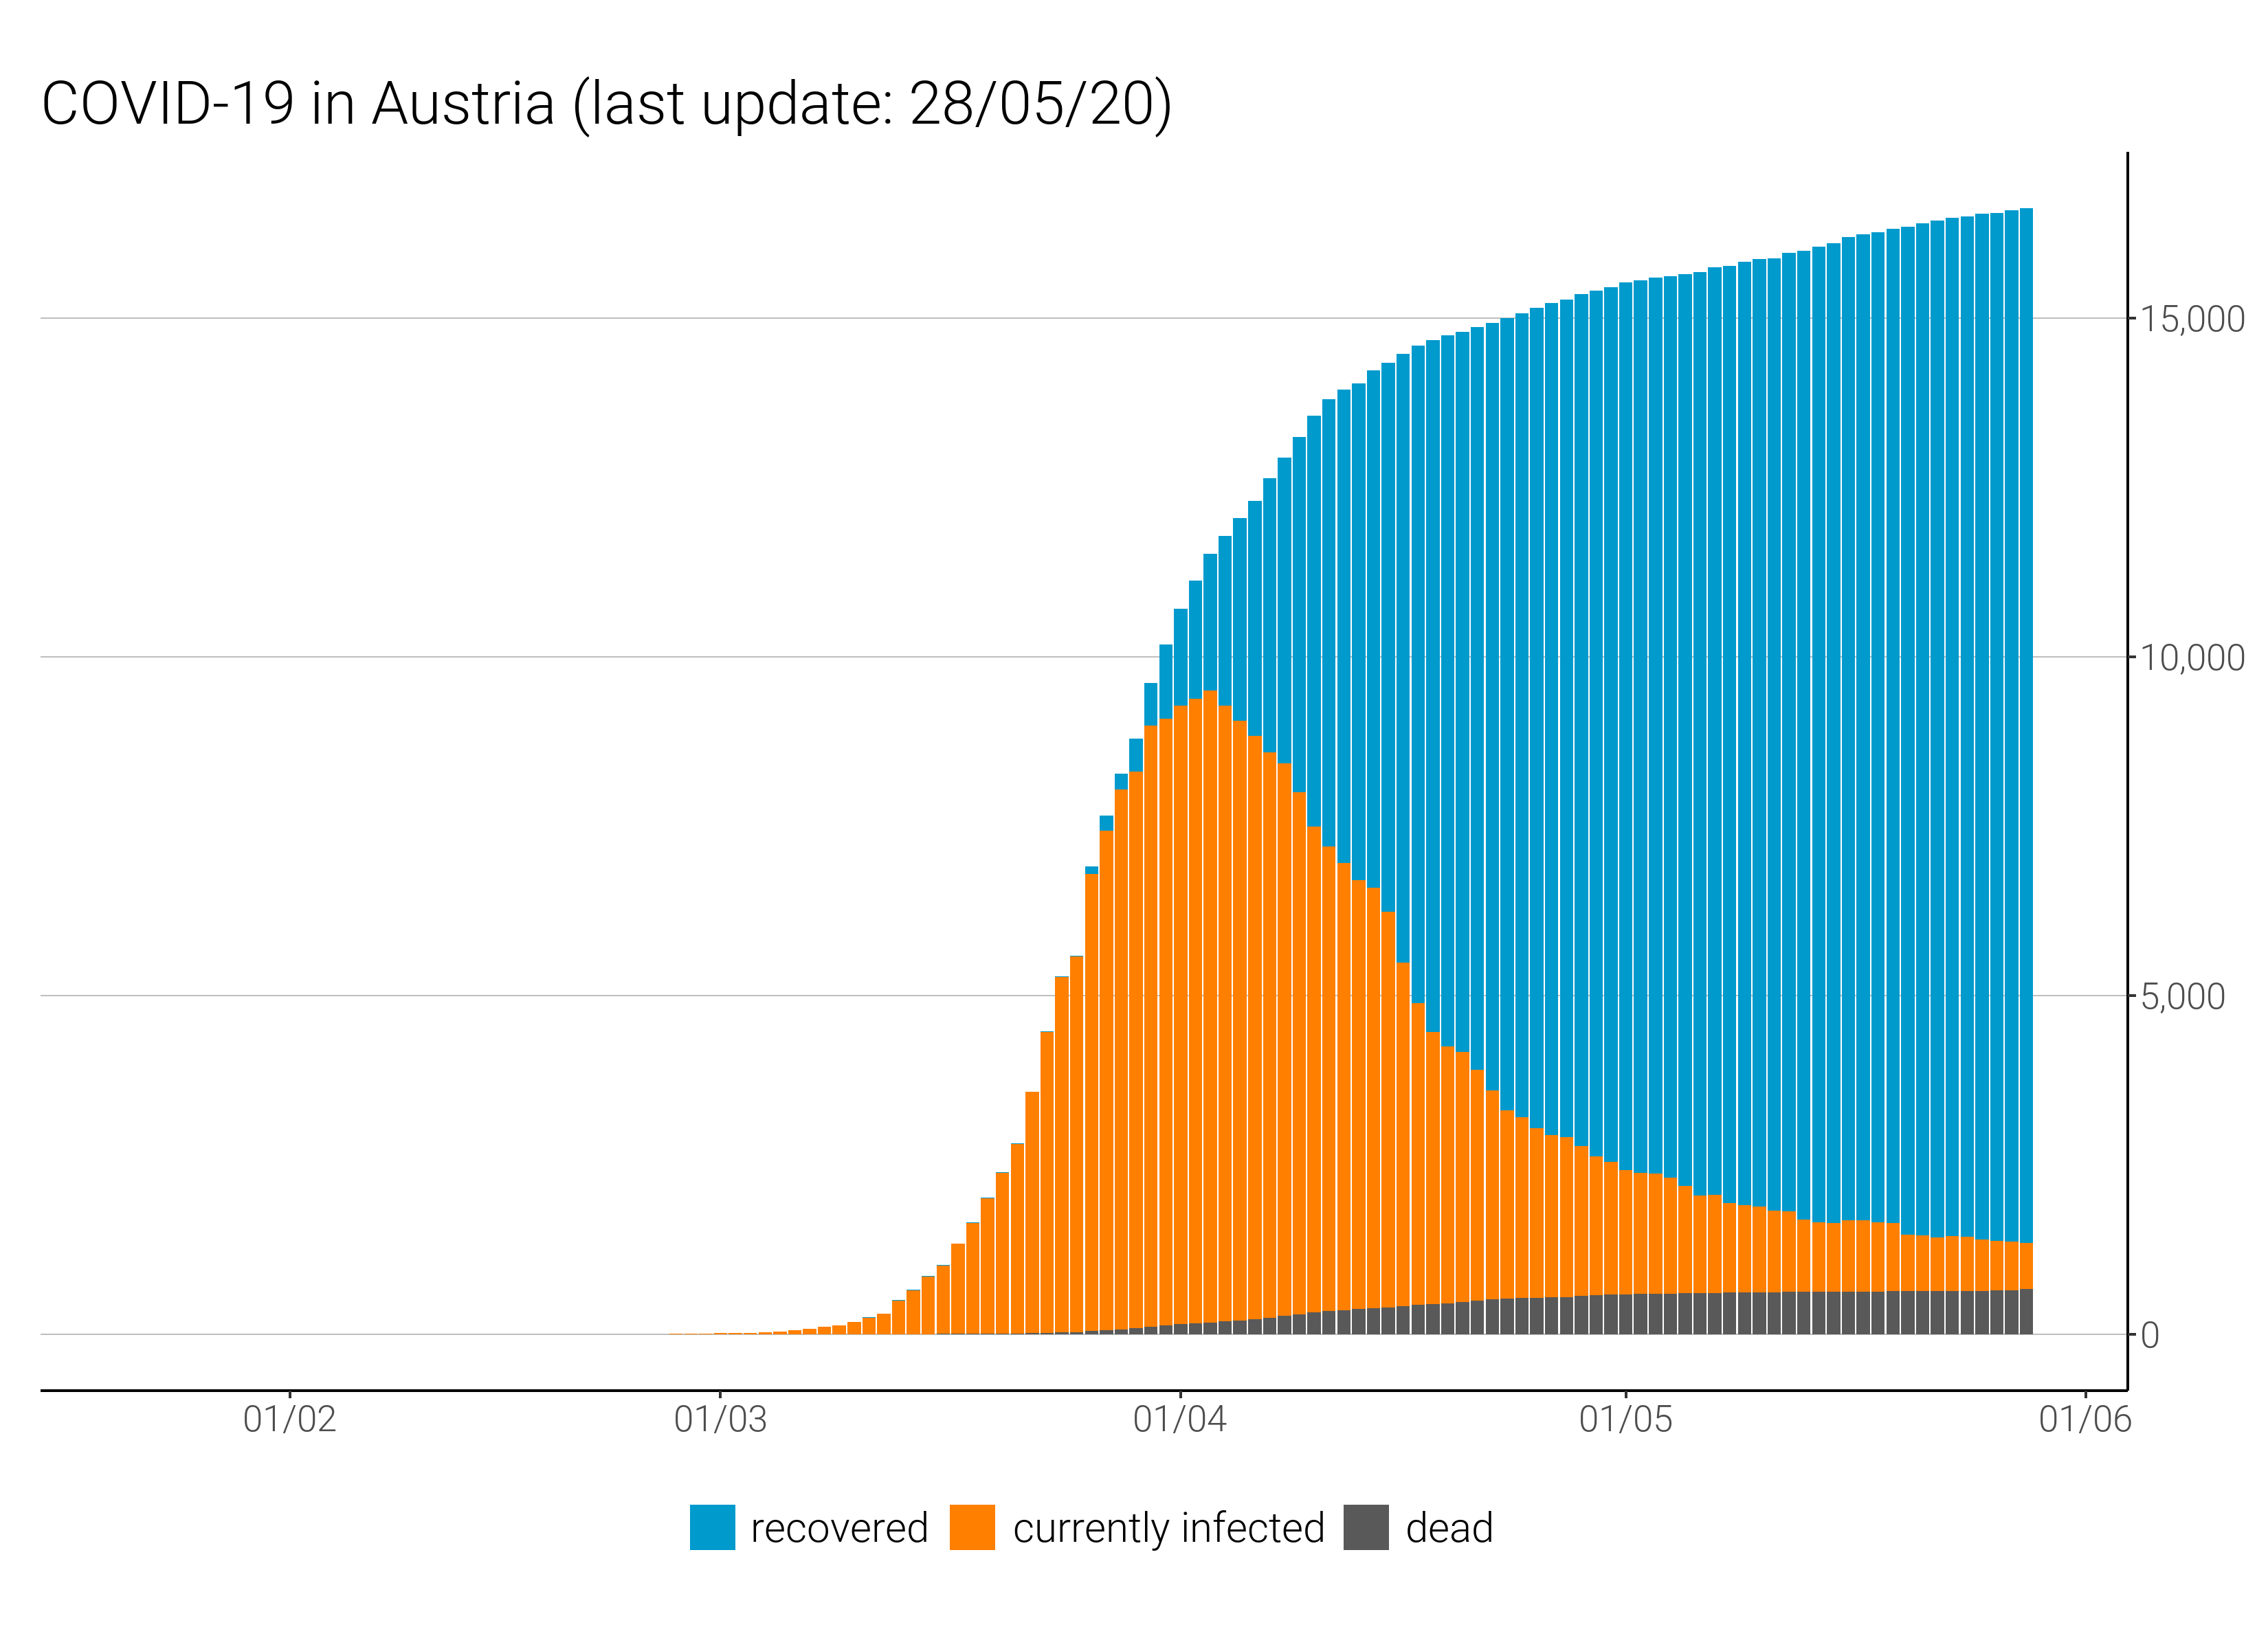 COVID-19 in Austria (last update: 28/05/20)
15,000
10,000
5,000
0
01/02 01/03 01/04 01/05 01/06
recovered currently infected dead